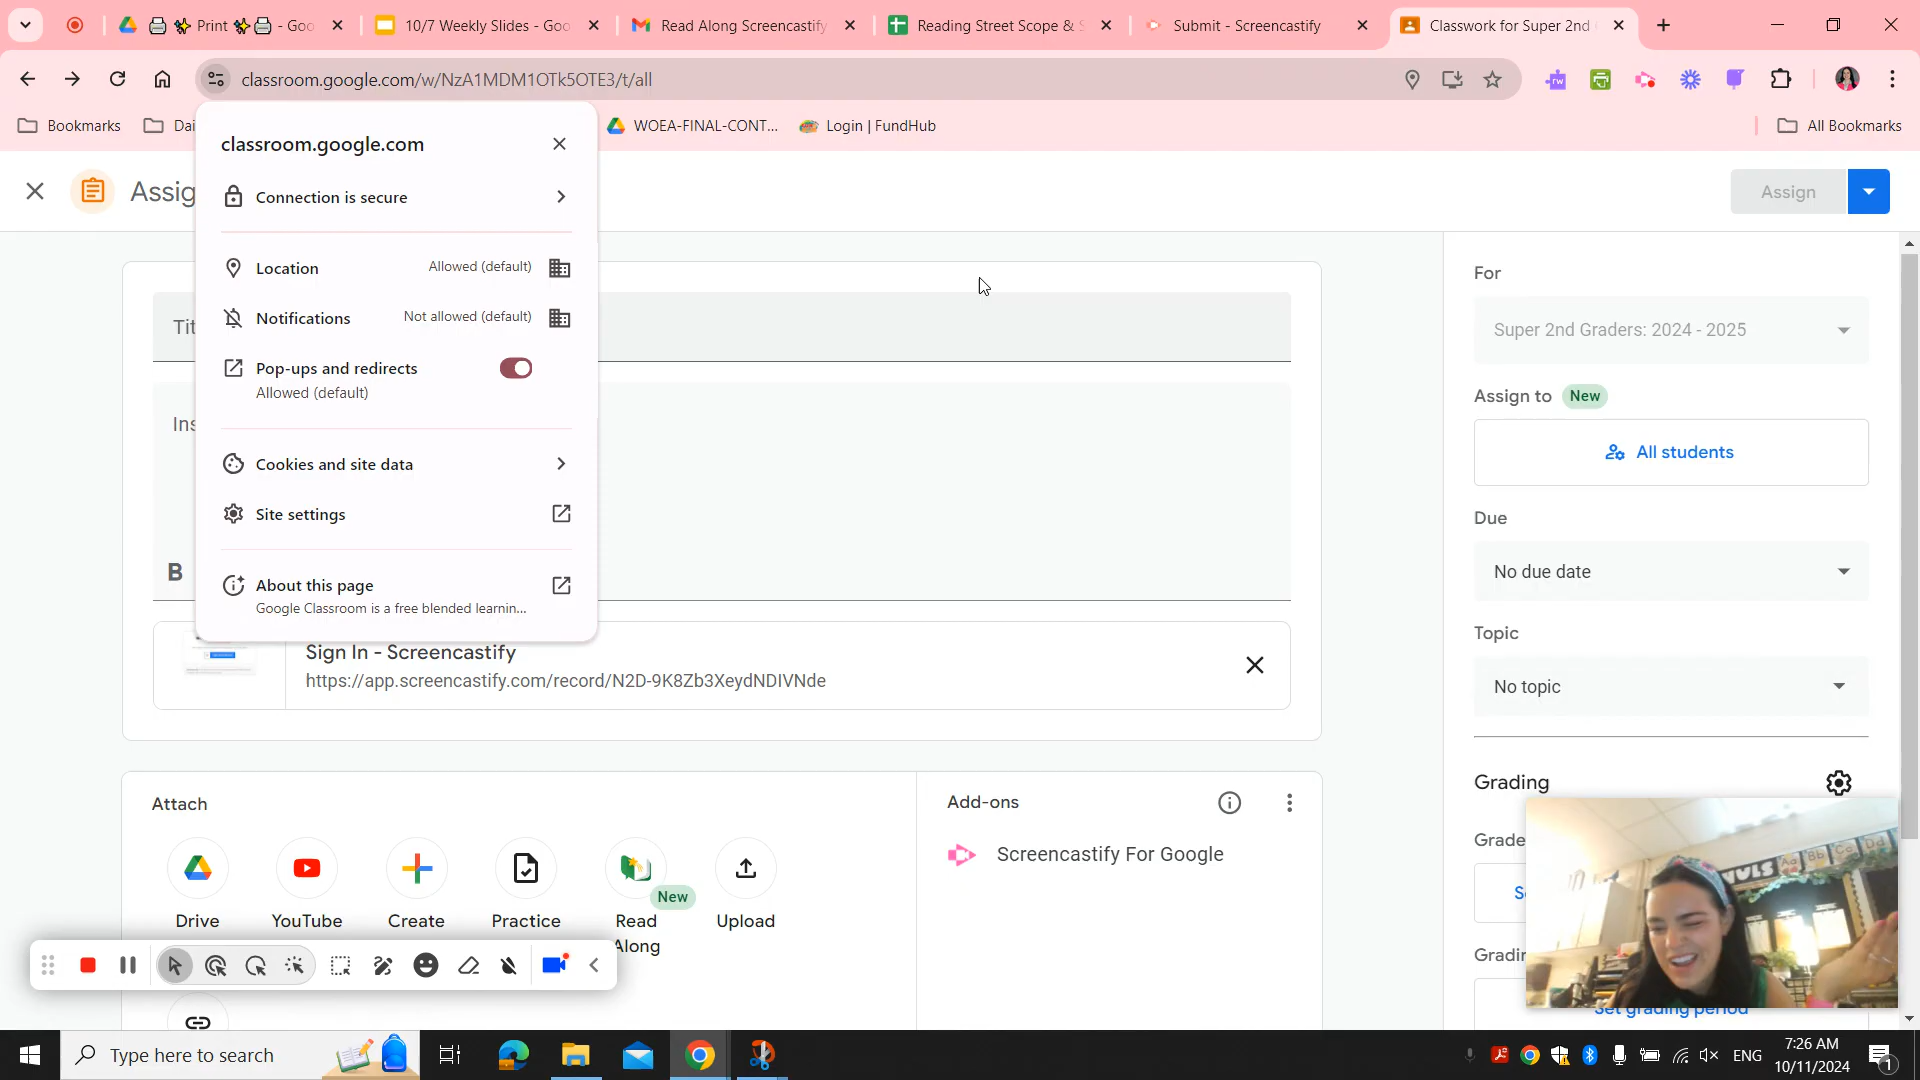 🖨 ✨ Print ✨🖨 - Goo
10/7 Weekly Slides - Goo
Read Along Screencastify
Reading Street Scope & S
Submit - Screencastify
Classwork for Super 2nd
classroom.google.com/w/NzA1MDM1OTk5OTE3/t/all
Bookmarks
Dai
WOEA-FINAL-CONT...
Login | FundHub
All Bookmarks
classroom.google.com
Connection is secure
Location
Allowed (default)
Notifications
Not allowed (default)
Pop-ups and redirects
Allowed (default)
Cookies and site data
Site settings
About this page
Google Classroom is a free blended learnin...
Assig
Assign
Tit
Ins
B
Sign In - Screencastify
https://app.screencastify.com/record/N2D-9K8Zb3XeydNDIVNde
Attach
Drive
YouTube
Create
Practice
New
Read
Along
Upload
Add-ons
Screencastify For Google
For
Super 2nd Graders: 2024 - 2025
Assign to New
All students
Due
No due date
Topic
No topic
Grading
Grade
Gradin
Set grading period
Type here to search
ENG
7:26 AM
10/11/2024
1